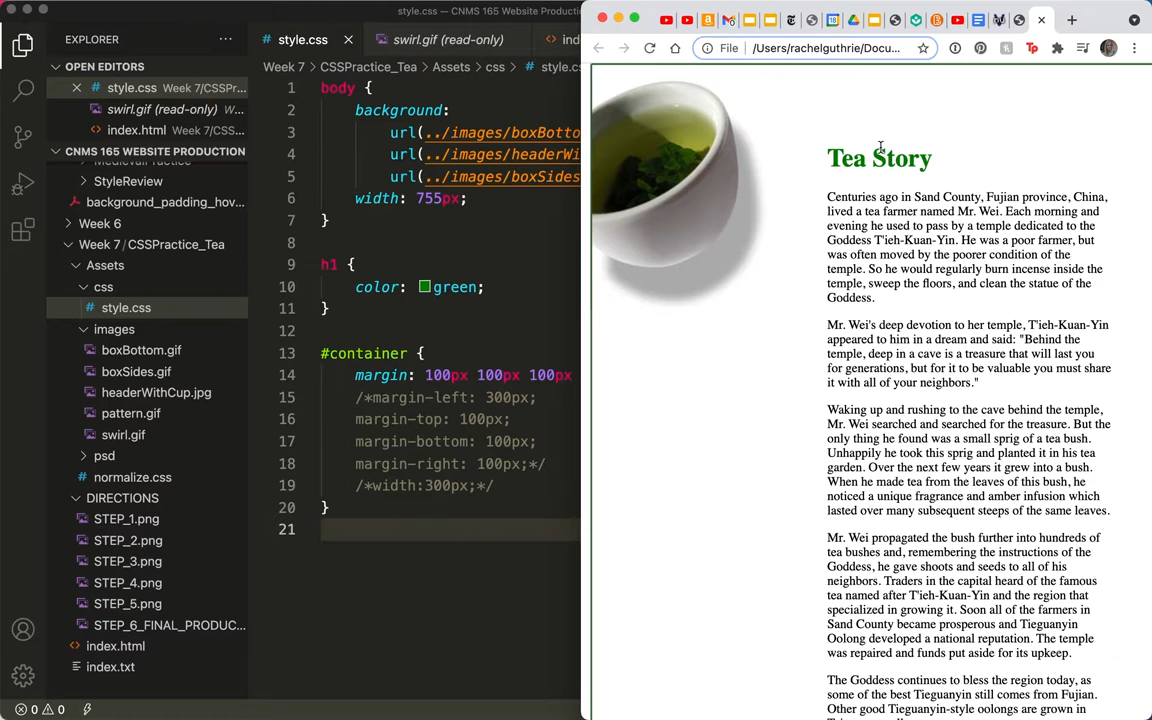 style.css — CNMS 165 Website Productio
EXPLORER
OPEN EDITORS
# style.css Week 7/CSSPr...
swirl.gif (read-only) W...
<> index.html Week 7/CSS...
CNMS 165 WEBSITE PRODUCTION
StyleReview
background_padding_hov...
Week 6
Week 7 / CSSPractice_Tea
Assets
css
# style.css
images
boxBottom.gif
boxSides.gif
headerWithCup.jpg
pattern.gif
swirl.gif
psd
# normalize.css
DIRECTIONS
STEP_1.png
STEP_2.png
STEP_3.png
STEP_4.png
STEP_5.png
STEP_6_FINAL_PRODUC...
<> index.html
index.txt
0 0
# style.css
swirl.gif (read-only)
<> ind
Week 7 > CSSPractice_Tea > Assets > css > # style.css
1 body {
2 background:
3 url(../images/boxBotto
4 url(../images/headerWi
5 url(../images/boxSides
6 width: 755px;
7 }
8
9 h1 {
10 color: green;
11 }
12
13 #container {
14 margin: 100px 100px 100px
15 /*margin-left: 300px;
16 margin-top: 100px;
17 margin-bottom: 100px;
18 margin-right: 100px;*/
19 /*width:300px;*/
20 }
21
File /Users/rachelguthrie/Docu...
Tea Story
Centuries ago in Sand County, Fujian province, China,
lived a tea farmer named Mr. Wei. Each morning and
evening he used to pass by a temple dedicated to the
Goddess T'ieh-Kuan-Yin. He was a poor farmer, but
was often moved by the poorer condition of the
temple. So he would regularly burn incense inside the
temple, sweep the floors, and clean the statue of the
Goddess.
Mr. Wei's deep devotion to her temple, T'ieh-Kuan-Yin
appeared to him in a dream and said: "Behind the
temple, deep in a cave is a treasure that will last you
for generations, but for it to be valuable you must share
it with all of your neighbors."
Waking up and rushing to the cave behind the temple,
Mr. Wei searched and searched for the treasure. But the
only thing he found was a small sprig of a tea bush.
Unhappily he took this sprig and planted it in his tea
garden. Over the next few years it grew into a bush.
When he made tea from the leaves of this bush, he
noticed a unique fragrance and amber infusion which
lasted over many subsequent steeps of the same leaves.
Mr. Wei propagated the bush further into hundreds of
tea bushes and, remembering the instructions of the
Goddess, he gave shoots and seeds to all of his
neighbors. Traders in the capital heard of the famous
tea named after T'ieh-Kuan-Yin and the region that
specialized in growing it. Soon all of the farmers in
Sand County became prosperous and Tieguanyin
Oolong developed a national reputation. The temple
was repaired and funds put aside for its upkeep.
The Goddess continues to bless the region today, as
some of the best Tieguanyin still comes from Fujian.
Other good Tieguanyin-style oolongs are grown in